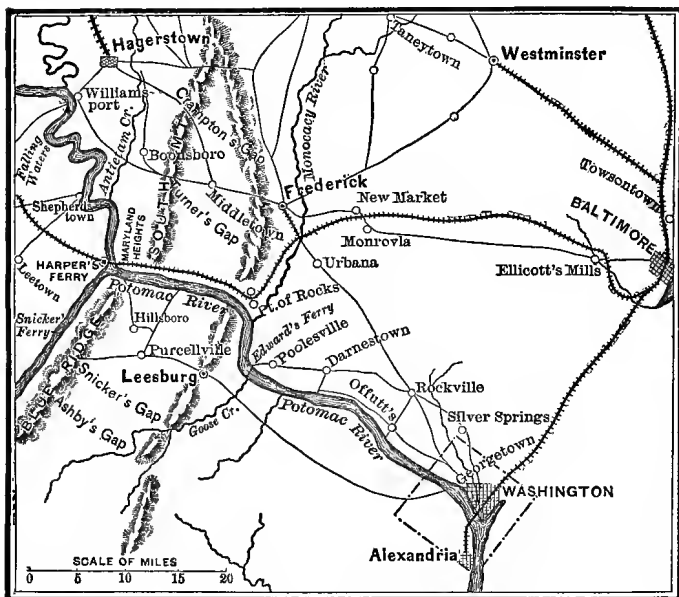 Hagerstown
Taneytown
Westminster
Williams-
port
Crampton's Gap
Monocacy River
Antietam Cr.
Falling
Waters
Boonsboro
SOUTH MT.
Turner's Gap
Middletown
Frederick
New Market
Towsontown
BALTIMORE
Shepherds-
town
MARYLAND
HEIGHTS
Monrovia
Ellicott's Mills
HARPER'S
FERRY
Urbana
Leetown
Potomac River
Pt. of Rocks
Snicker's
Ferry
Hillsboro
Edward's Ferry
Poolesville
Darnestown
Purcellville
BLUE RIDGE
Snicker's Gap
Leesburg
Ashby's Gap
Goose Cr.
Potomac River
Offutt's
Rockville
Silver Springs
Georgetown
WASHINGTON
Alexandria
SCALE OF MILES
0 5 10 15 20